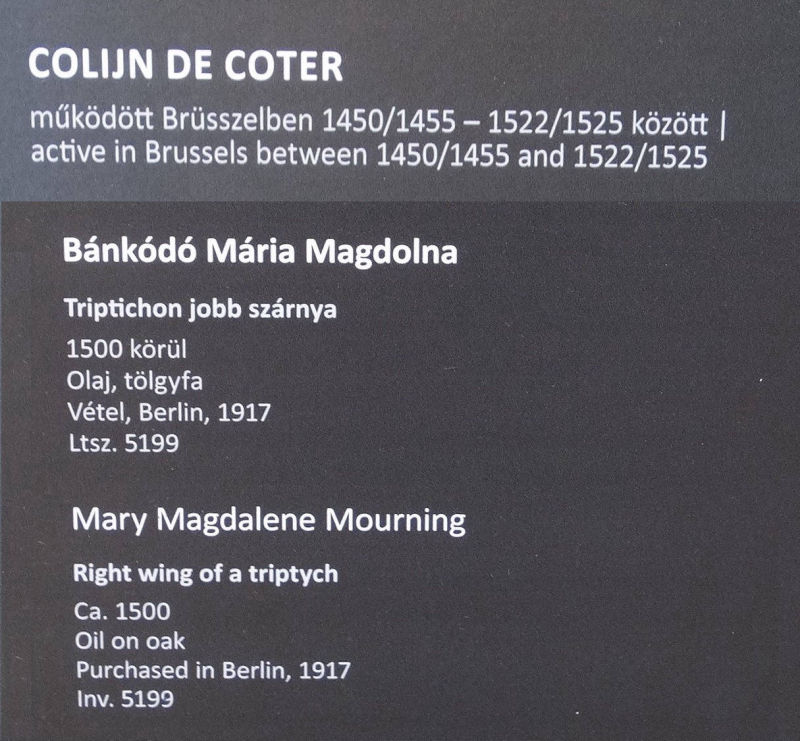 COLIJN DE COTER
működött Brüsszelben 1450/1455 – 1522/1525 között |
active in Brussels between 1450/1455 and 1522/1525
Bánkódó Mária Magdolna
Triptichon jobb szárnya
1500 körül
Olaj, tölgyfa
Vétel, Berlin, 1917
Ltsz. 5199
Mary Magdalene Mourning
Right wing of a triptych
Ca. 1500
Oil on oak
Purchased in Berlin, 1917
Inv. 5199